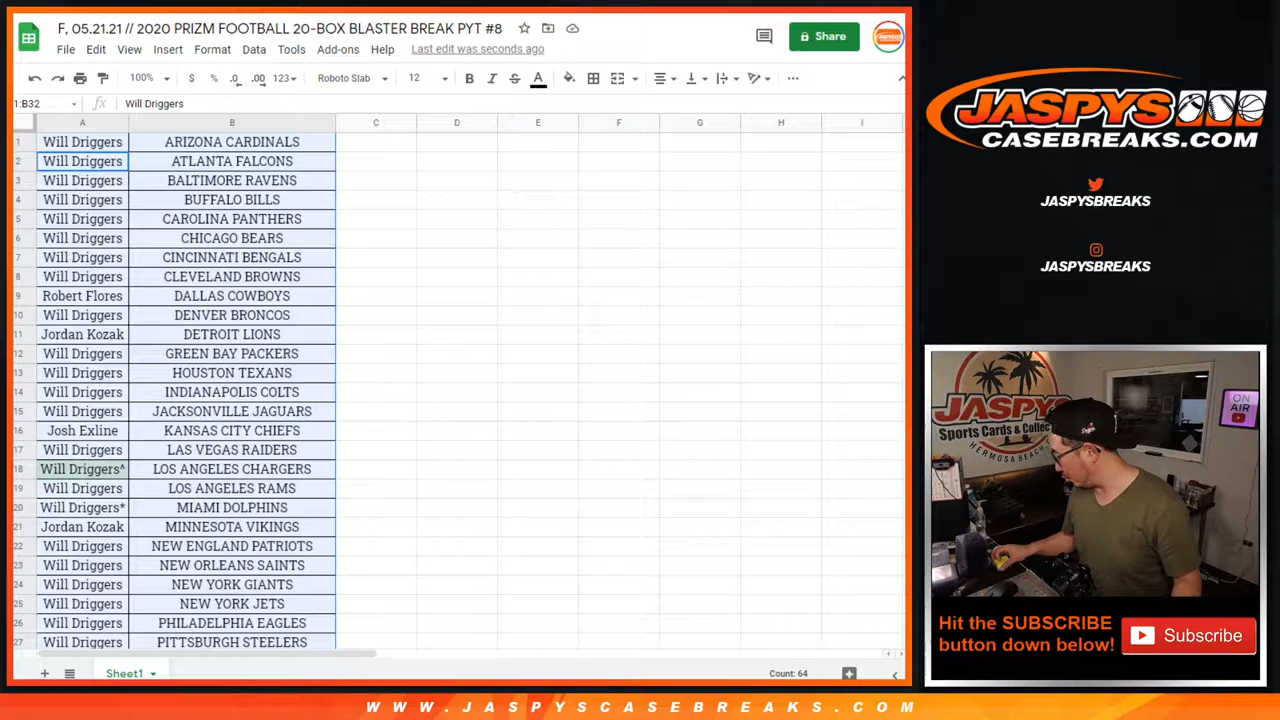 F, 05.21.21 // 2020 PRIZM FOOTBALL 20-BOX BLASTER BREAK PYT #8
File Edit View Insert Format Data Tools Add-ons Help Last edit was seconds ago
Share
100% $ % .0 .00 123 Roboto Slab 12 B I S A
1:B32 fx Will Driggers
A B C D E F G H I
1 Will Driggers ARIZONA CARDINALS
2 Will Driggers ATLANTA FALCONS
3 Will Driggers BALTIMORE RAVENS
4 Will Driggers BUFFALO BILLS
5 Will Driggers CAROLINA PANTHERS
6 Will Driggers CHICAGO BEARS
7 Will Driggers CINCINNATI BENGALS
8 Will Driggers CLEVELAND BROWNS
9 Robert Flores DALLAS COWBOYS
10 Will Driggers DENVER BRONCOS
11 Jordan Kozak DETROIT LIONS
12 Will Driggers GREEN BAY PACKERS
13 Will Driggers HOUSTON TEXANS
14 Will Driggers INDIANAPOLIS COLTS
15 Will Driggers JACKSONVILLE JAGUARS
16 Josh Exline KANSAS CITY CHIEFS
17 Will Driggers LAS VEGAS RAIDERS
18 Will Driggers^ LOS ANGELES CHARGERS
19 Will Driggers LOS ANGELES RAMS
20 Will Driggers* MIAMI DOLPHINS
21 Jordan Kozak MINNESOTA VIKINGS
22 Will Driggers NEW ENGLAND PATRIOTS
23 Will Driggers NEW ORLEANS SAINTS
24 Will Driggers NEW YORK GIANTS
25 Will Driggers NEW YORK JETS
26 Will Driggers PHILADELPHIA EAGLES
27 Will Driggers PITTSBURGH STEELERS
Sheet1
Count: 64
JASPYS
CASEBREAKS.COM
JASPYSBREAKS
JASPYSBREAKS
JASPYS
Sports Cards & Collec
HERMOSA BEACH
ON
AIR
Hit the SUBSCRIBE
button down below!
Subscribe
WWW.JASPYSCASEBREAKS.COM